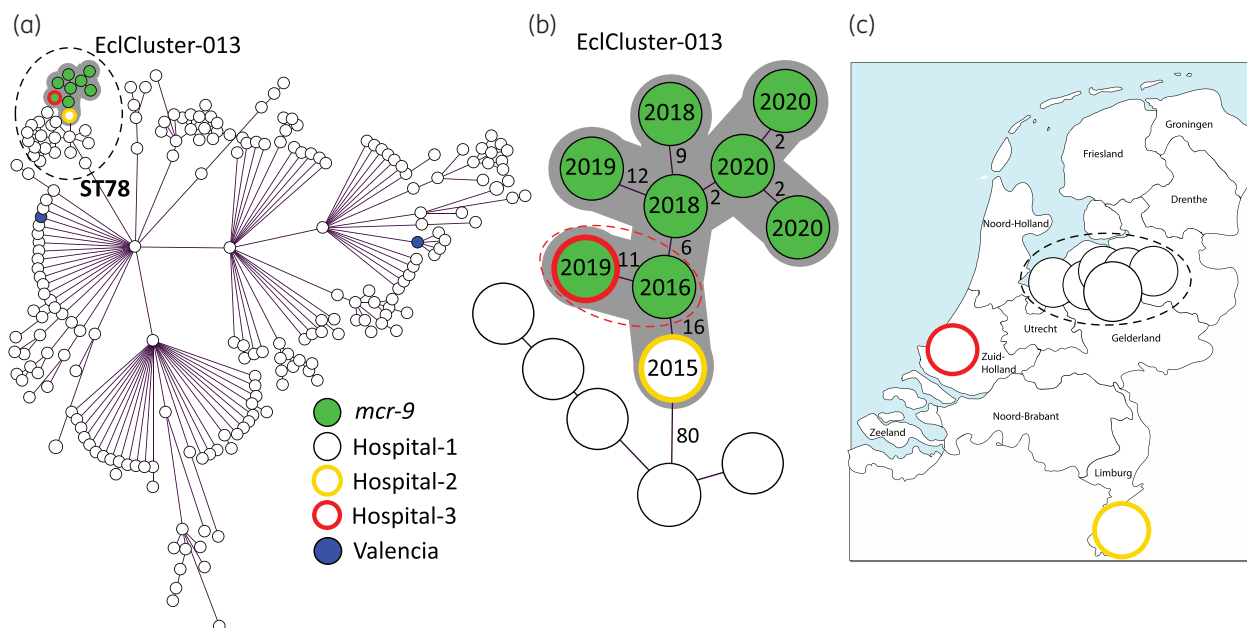 (a)
EclCluster-013
ST78
mcr-9
Hospital-1
Hospital-2
Hospital-3
Valencia
(b)
EclCluster-013
2018
2020
9
2
2019
12
2020
2018
2
2
2020
6
2019
11
2016
16
2015
80
(c)
Groningen
Friesland
Drenthe
Noord-Holland
Utrecht
Gelderland
Zuid-
Holland
Noord-Brabant
Zeeland
Limburg